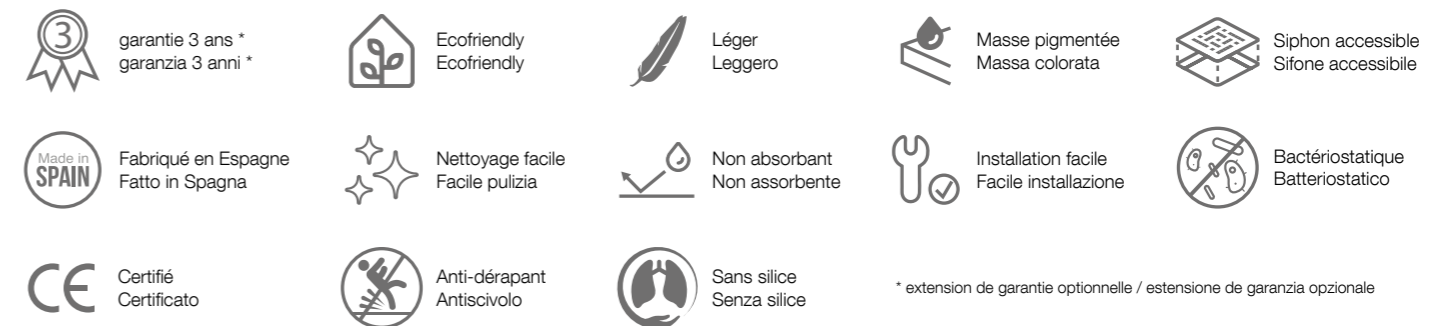 3
garantie 3 ans *
garanzia 3 anni *
Ecofriendly
Ecofriendly
Léger
Leggero
Masse pigmentée
Massa colorata
Siphon accessible
Sifone accessibile
Made in
SPAIN
Fabriqué en Espagne
Fatto in Spagna
Nettoyage facile
Facile pulizia
Non absorbant
Non assorbente
Installation facile
Facile installazione
Bactériostatique
Batteriostatico
CE
Certifié
Certificato
Anti-dérapant
Antiscivolo
Sans silice
Senza silice
* extension de garantie optionnelle / estensione de garanzia opzionale